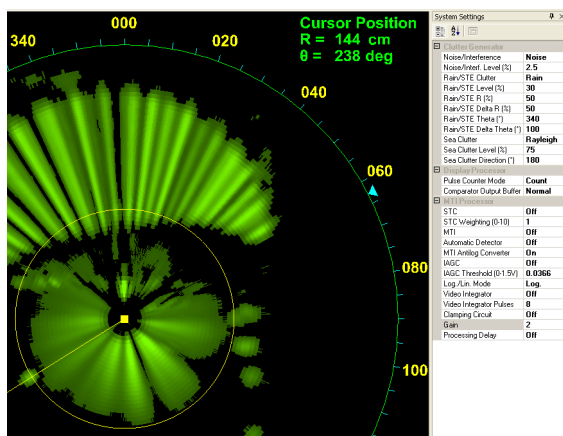 000
340
020
Cursor Position
R = 144 cm
θ = 238 deg
040
060
080
100
System Settings
Clutter Generator
Noise/Interference Noise
Noise/Interf. Level (%) 2.5
Rain/STE Clutter Rain
Rain/STE Level (%) 30
Rain/STE R (%) 50
Rain/STE Delta R (%) 50
Rain/STE Theta (°) 340
Rain/STE Delta Theta (°) 100
Sea Clutter Rayleigh
Sea Clutter Level (%) 75
Sea Clutter Direction (°) 180
Display Processor
Pulse Counter Mode Count
Comparator Output Buffer Normal
MTI Processor
STC Off
STC Weighting (0-10) 1
MTI Off
Automatic Detector Off
MTI Antilog Converter On
IAGC Off
IAGC Threshold (0-1.5V) 0.0366
Log./Lin. Mode Log.
Video Integrator Off
Video Integrator Pulses 8
Clamping Circuit Off
Gain 2
Processing Delay Off